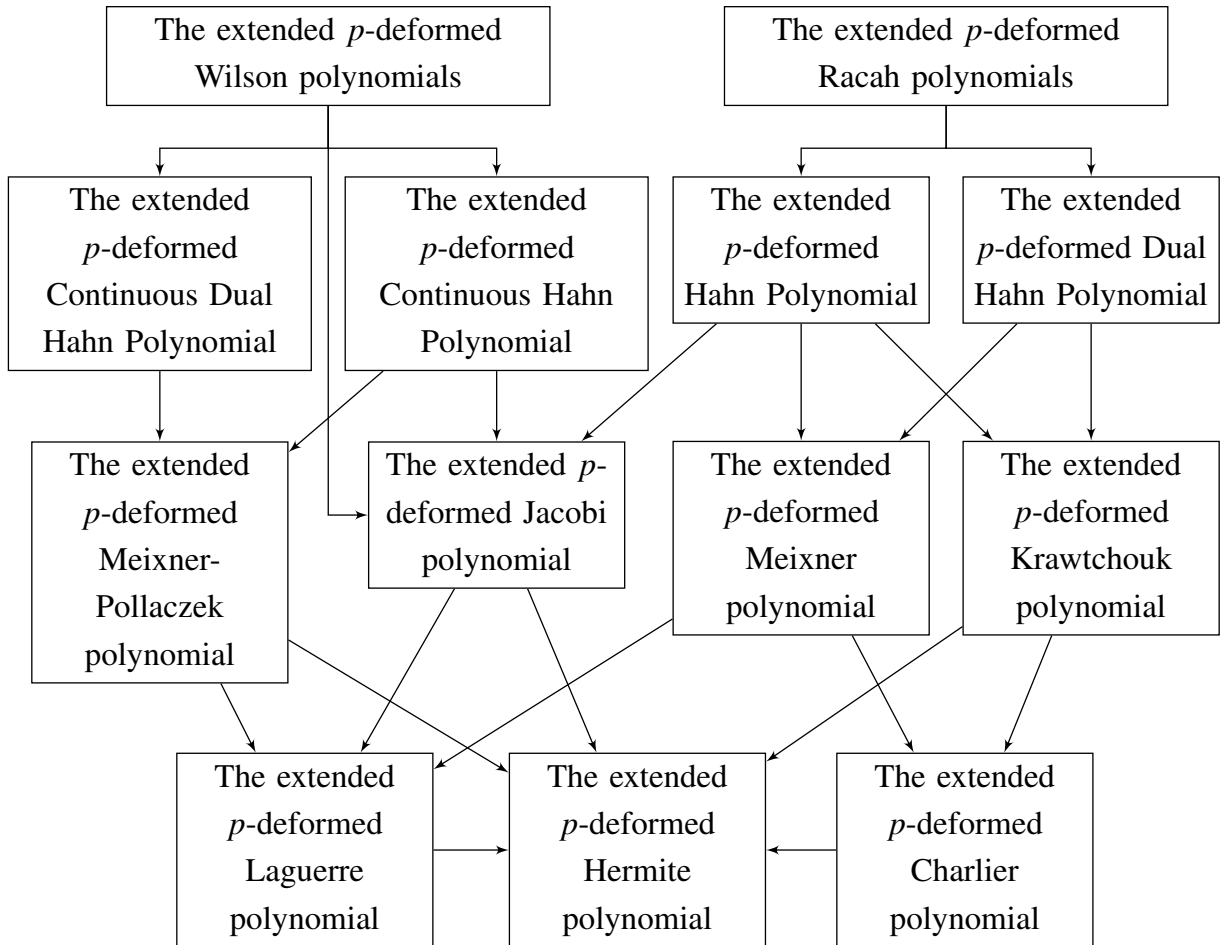 The extended p-deformed
Wilson polynomials
The extended p-deformed
Racah polynomials
The extended
p-deformed
Continuous Dual
Hahn Polynomial
The extended
p-deformed
Continuous Hahn
Polynomial
The extended
p-deformed
Hahn Polynomial
The extended
p-deformed Dual
Hahn Polynomial
The extended
p-deformed
Meixner-
Pollaczek
polynomial
The extended p-
deformed Jacobi
polynomial
The extended
p-deformed
Meixner
polynomial
The extended
p-deformed
Krawtchouk
polynomial
The extended
p-deformed
Laguerre
polynomial
The extended
p-deformed
Hermite
polynomial
The extended
p-deformed
Charlier
polynomial